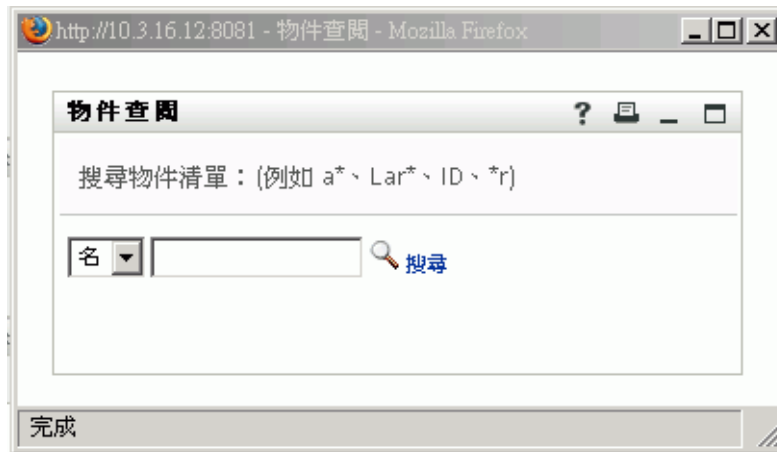 http://10.3.16.12:8081 - 物件查閱 - Mozilla Firefox
物件查閱
搜尋物件清單：(例如 a*、Lar*、ID、*r)
名
搜尋
完成